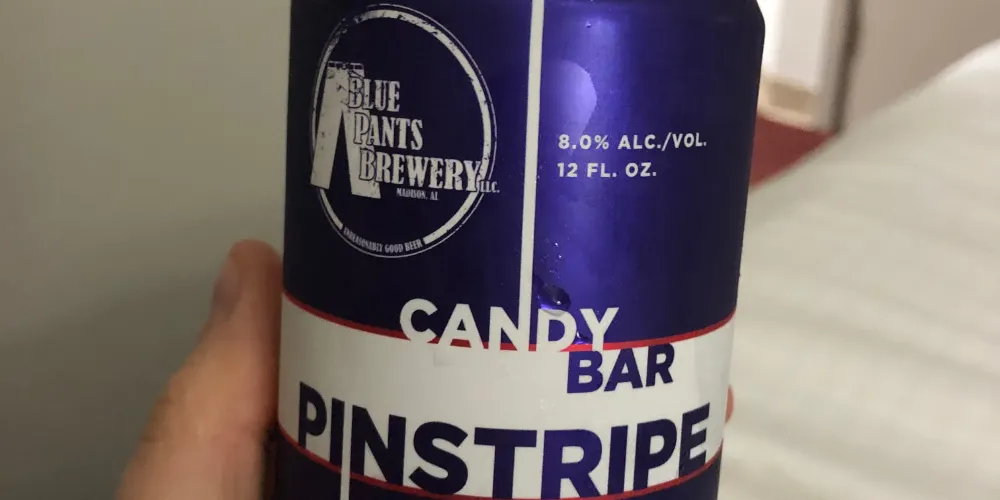 BLUE
PANTS
BREWERY LLC.
MADISON, AL
UNREASONABLY GOOD BEER
8.0% ALC./VOL.
12 FL. OZ.
CANDY
BAR
PINSTRIPE